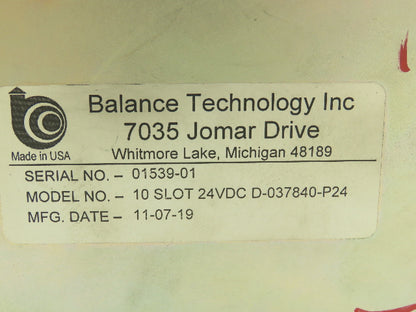 Balance Technology Inc
7035 Jomar Drive
Made in USA
Whitmore Lake, Michigan 48189
SERIAL NO. – 01539-01
MODEL NO. – 10 SLOT 24VDC D-037840-P24
MFG. DATE – 11-07-19